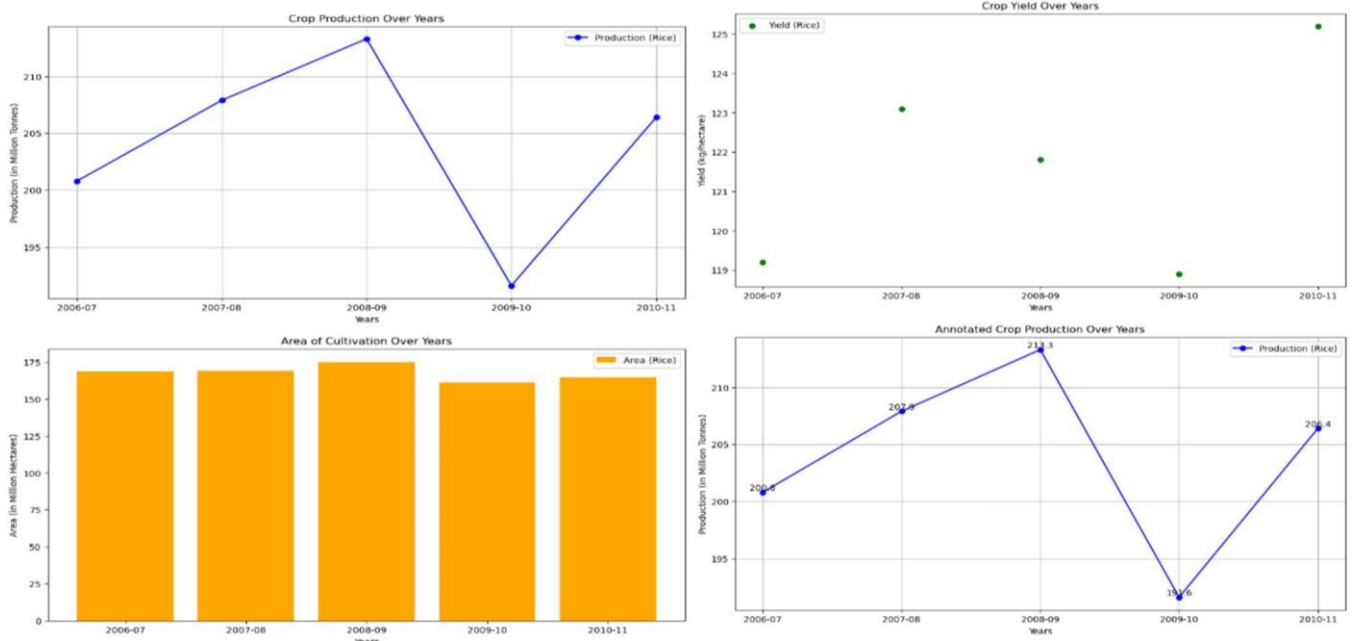 Crop Production Over Years
Production (Rice)
Production (in Million Tonnes)
210
205
200
195
2006-07 2007-08 2008-09 2009-10 2010-11
Years
Crop Yield Over Years
Yield (Rice)
Yield (kg/hectare)
125
124
123
122
121
120
119
2006-07 2007-08 2008-09 2009-10 2010-11
Years
Area of Cultivation Over Years
Area (Rice)
Area (in Million Hectares)
175
150
125
100
75
50
25
0
2006-07 2007-08 2008-09 2009-10 2010-11
Years
Annotated Crop Production Over Years
Production (Rice)
Production (in Million Tonnes)
213.3
210
207.9
206.4
205
200.8
200
195
191.6
2006-07 2007-08 2008-09 2009-10 2010-11
Years